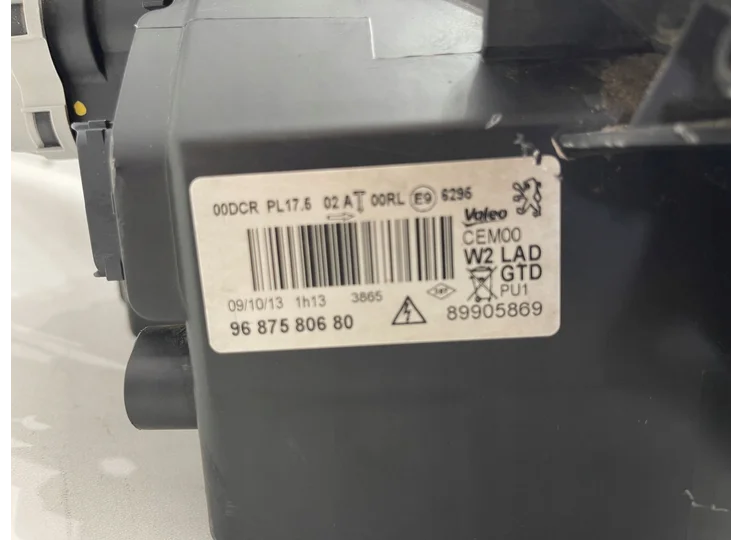 00DCR PL17.5 02 A 00RL E9 6295
Valeo
CEM00
W2 LAD
GTD
PU1
09/10/13 1h13 3865
96 875 806 80
89905869